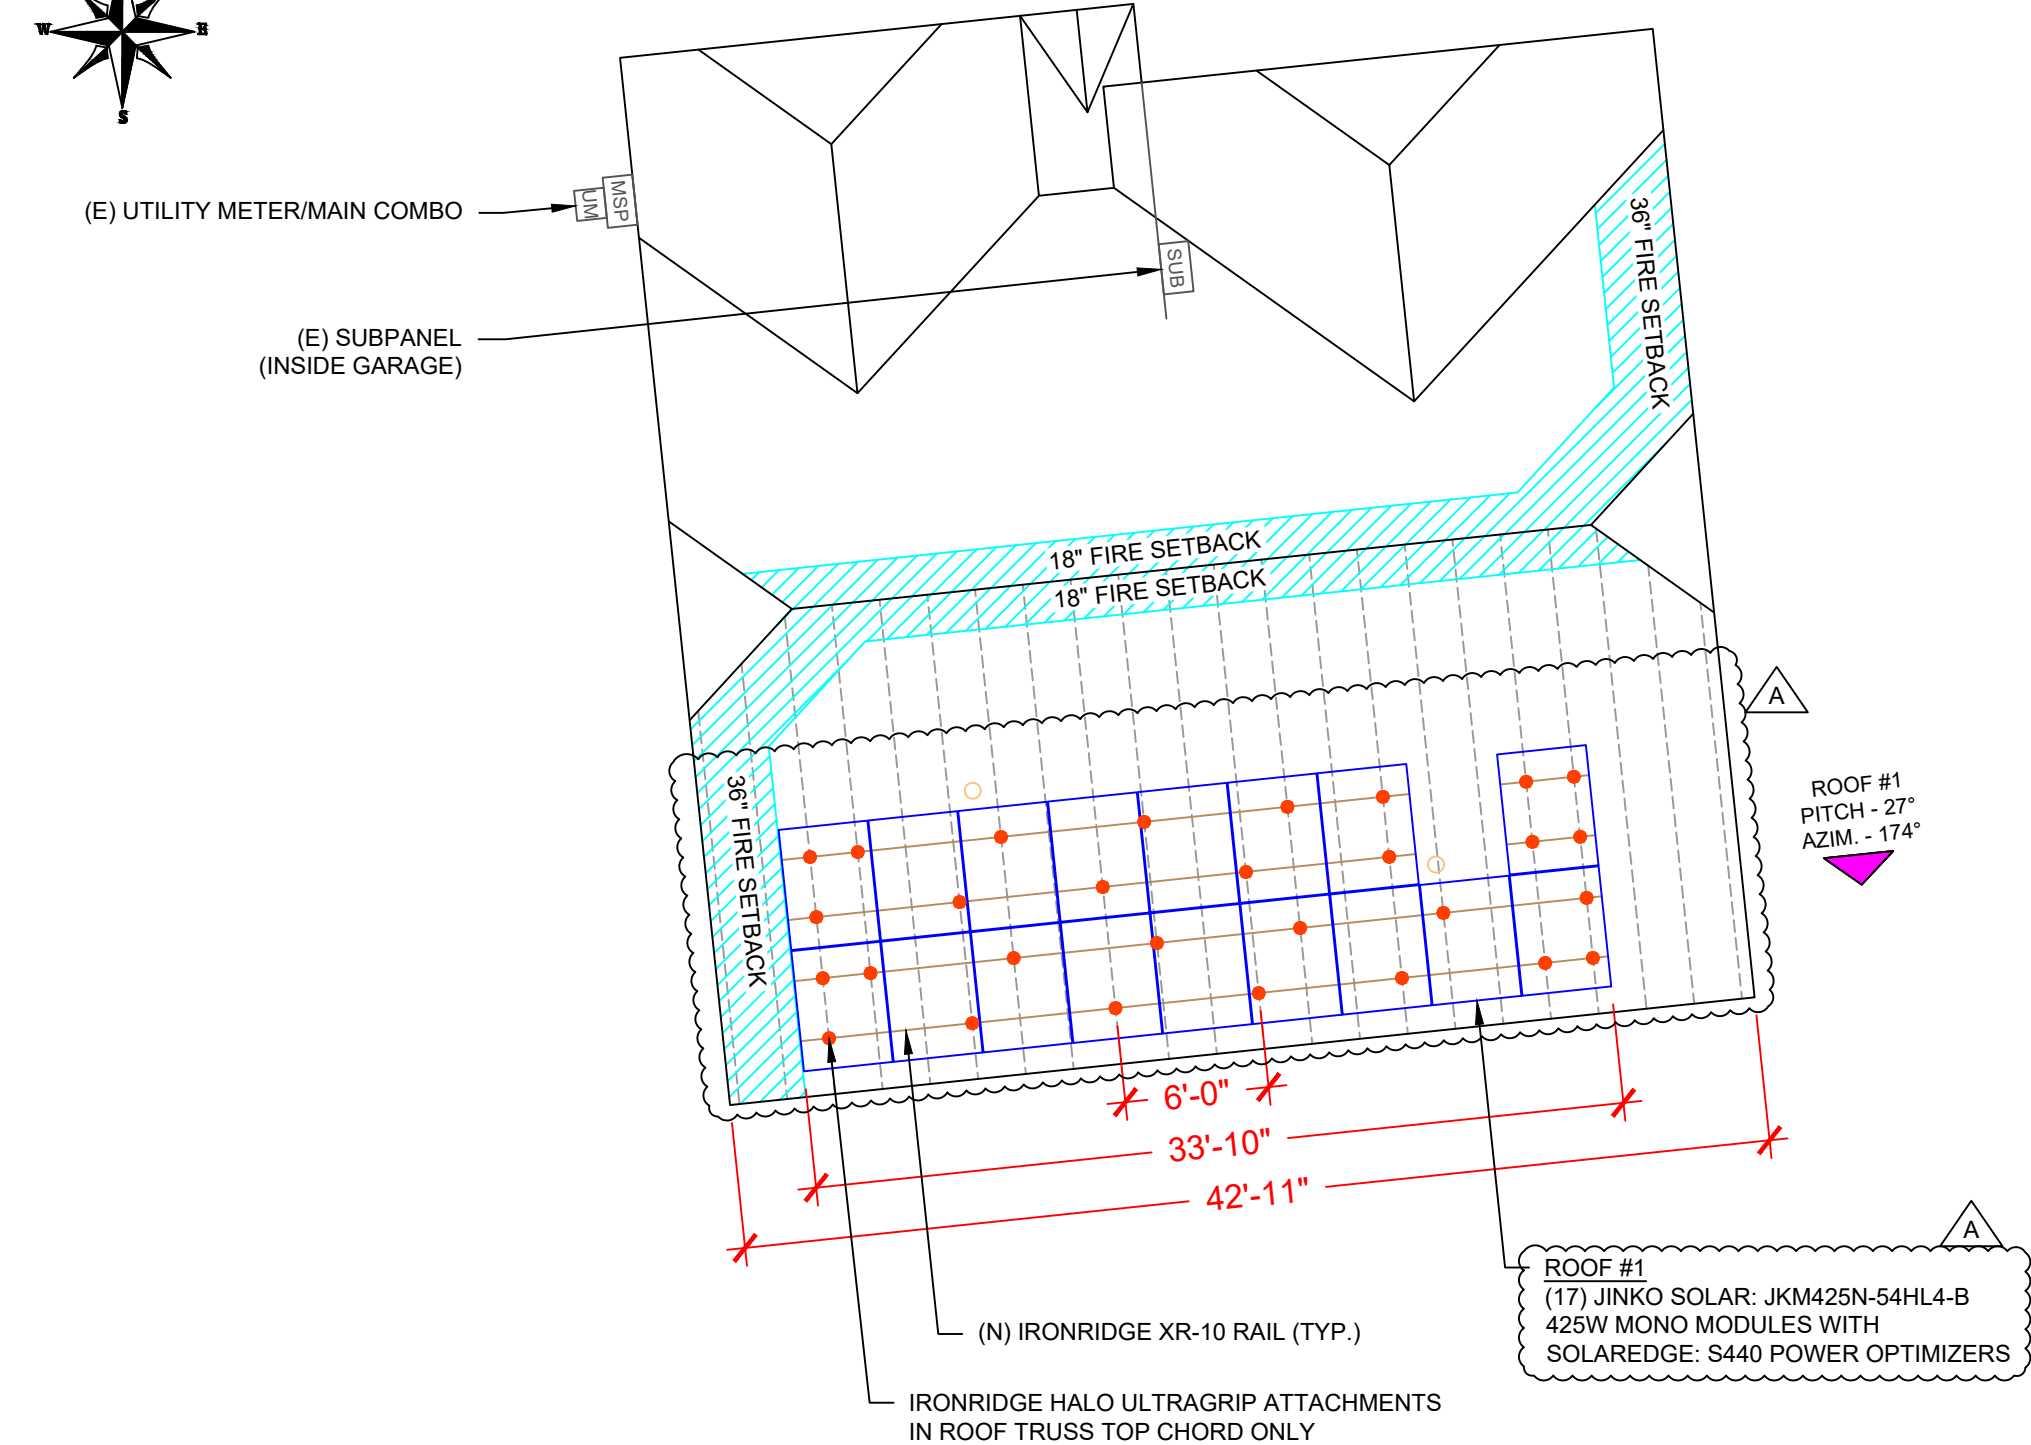 W
E
S
(E) UTILITY METER/MAIN COMBO
MSP
UM
(E) SUBPANEL
(INSIDE GARAGE)
SUB
36" FIRE SETBACK
18" FIRE SETBACK
18" FIRE SETBACK
36" FIRE SETBACK
A
ROOF #1
PITCH - 27°
AZIM. - 174°
6'-0"
33'-10"
42'-11"
A
ROOF #1
(17) JINKO SOLAR: JKM425N-54HL4-B
425W MONO MODULES WITH
SOLAREDGE: S440 POWER OPTIMIZERS
(N) IRONRIDGE XR-10 RAIL (TYP.)
IRONRIDGE HALO ULTRAGRIP ATTACHMENTS
IN ROOF TRUSS TOP CHORD ONLY